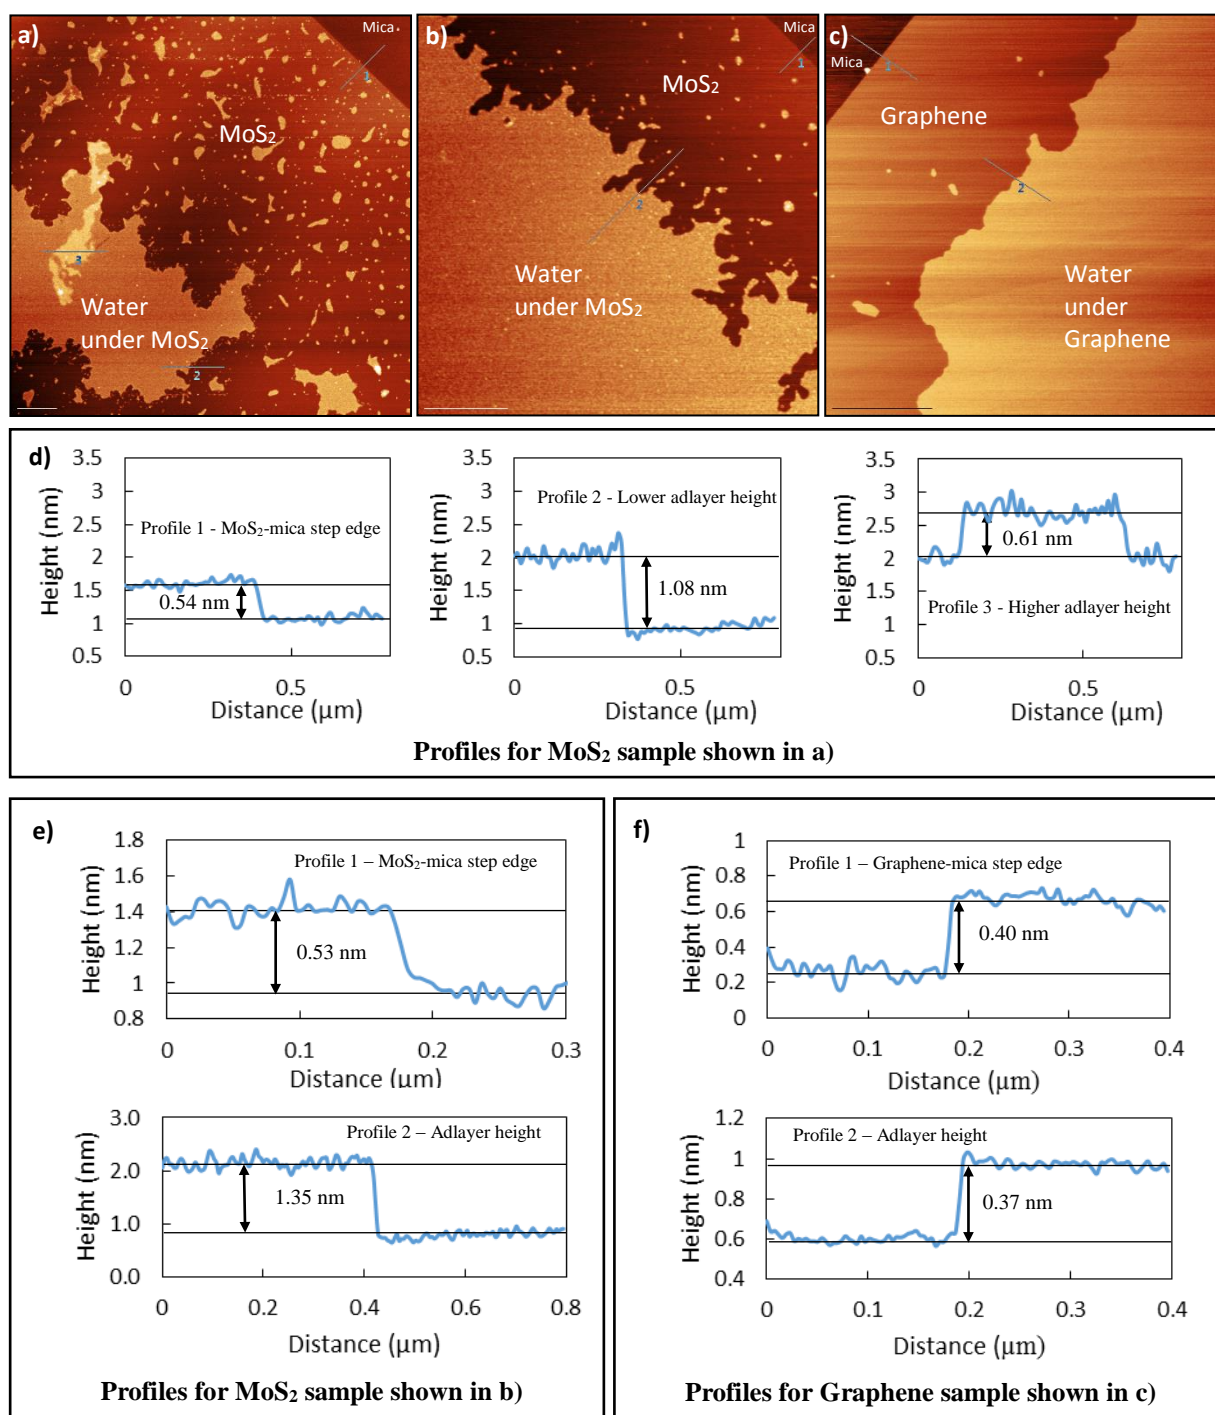 a)
Mica
1
MoS₂
3
Water
under MoS₂
2
b)
Mica
1
MoS₂
2
Water
under MoS₂
c)
Mica
1
Graphene
2
Water
under
Graphene
d)
Height (nm)
3.5
3
2.5
2
1.5
1
0.5
Profile 1 - MoS₂-mica step edge
0.54 nm
0
0.5
Distance (μm)
Height (nm)
3.5
3
2.5
2
1.5
1
0.5
Profile 2 - Lower adlayer height
1.08 nm
0
0.5
Distance (μm)
Height (nm)
3.5
3
2.5
2
1.5
1
0.5
0.61 nm
Profile 3 - Higher adlayer height
0
0.5
Distance (μm)
Profiles for MoS₂ sample shown in a)
e)
Height (nm)
1.8
1.6
1.4
1.2
1
0.8
Profile 1 – MoS₂-mica step edge
0.53 nm
0
0.1
0.2
0.3
Distance (μm)
Height (nm)
3.0
2.0
1.0
0.0
Profile 2 – Adlayer height
1.35 nm
0
0.2
0.4
0.6
0.8
Distance (μm)
Profiles for MoS₂ sample shown in b)
f)
Height (nm)
1
0.8
0.6
0.4
0.2
0
Profile 1 – Graphene-mica step edge
0.40 nm
0
0.1
0.2
0.3
0.4
Distance (μm)
Height (nm)
1.2
1
0.8
0.6
0.4
Profile 2 – Adlayer height
0.37 nm
0
0.1
0.2
0.3
0.4
Distance (μm)
Profiles for Graphene sample shown in c)